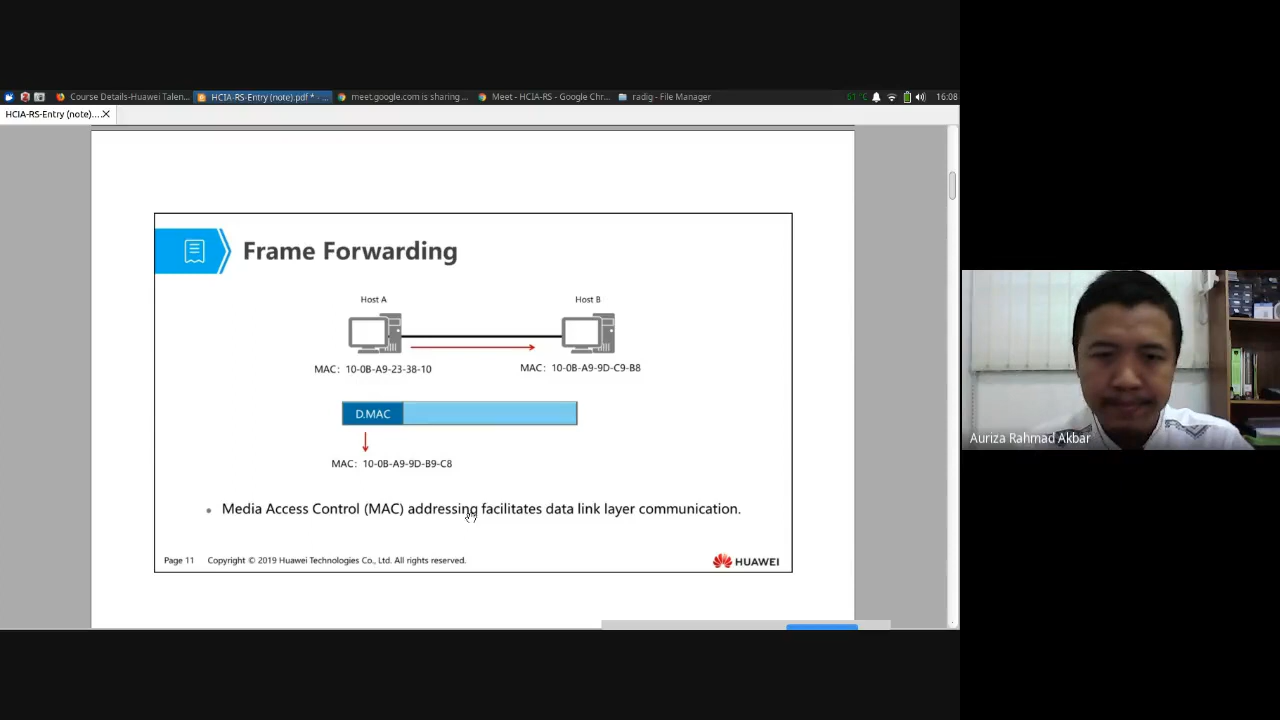 Course Details-Huawei Talen...
HCIA-RS-Entry (note).pdf * - ...
meet.google.com is sharing ...
Meet - HCIA-RS - Google Chr...
radig - File Manager
51°C
16:08
HCIA-RS-Entry (note)....
Frame Forwarding
Host A
Host B
MAC: 10-0B-A9-23-38-10
MAC: 10-0B-A9-9D-C9-B8
D.MAC
MAC: 10-0B-A9-9D-B9-C8
• Media Access Control (MAC) addressing facilitates data link layer communication.
Page 11
Copyright © 2019 Huawei Technologies Co., Ltd. All rights reserved.
HUAWEI
Auriza Rahmad Akbar